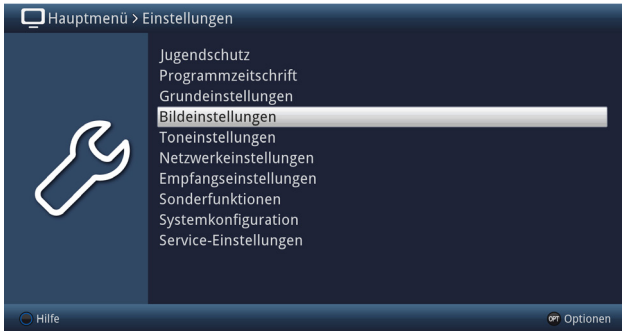 Hauptmenü > Einstellungen
Jugendschutz
Programmzeitschrift
Grundeinstellungen
Bildeinstellungen
Toneinstellungen
Netzwerkeinstellungen
Empfangseinstellungen
Sonderfunktionen
Systemkonfiguration
Service-Einstellungen
Hilfe OPT Optionen